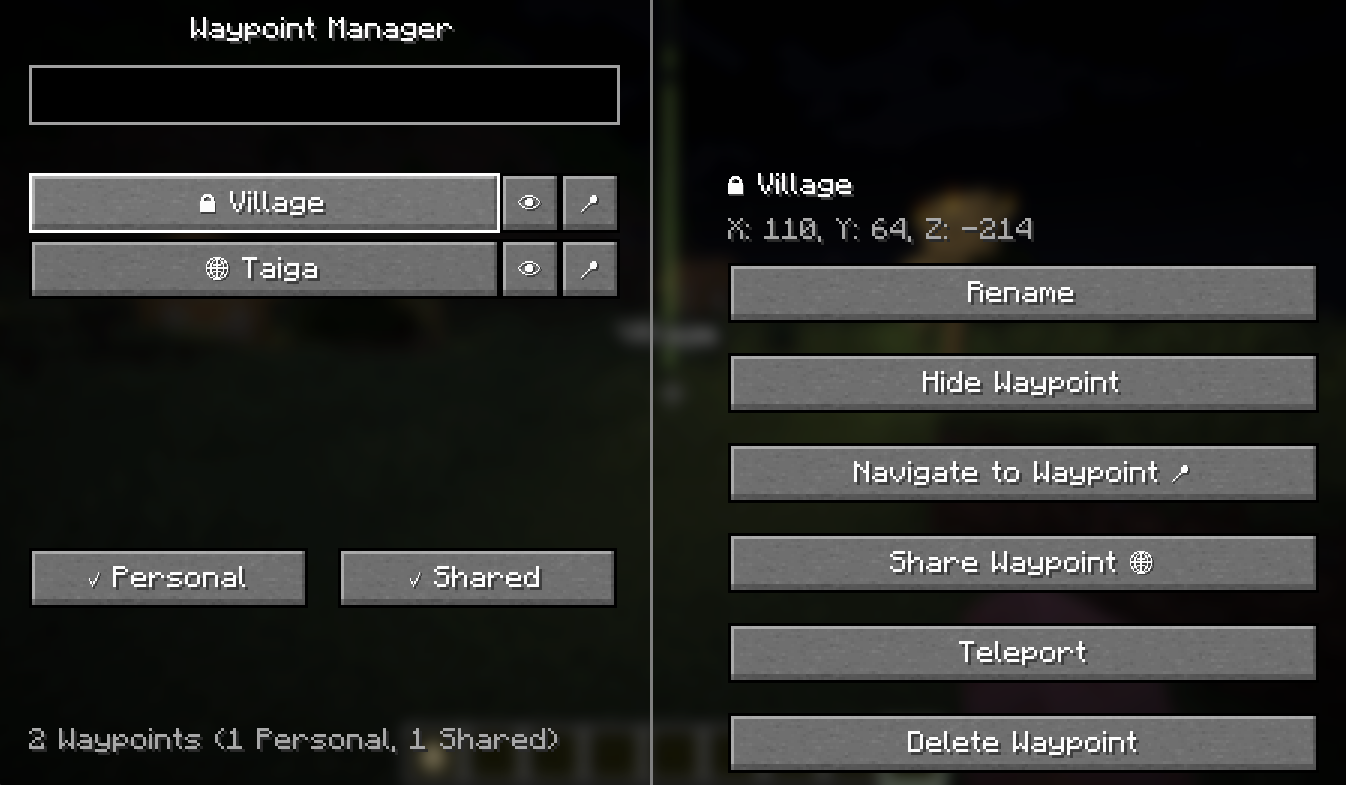 Waypoint Manager
Village
Taiga
✓ Personal
✓ Shared
2 Waypoints (1 Personal, 1 Shared)
Village
X: 110, Y: 64, Z: -214
Rename
Hide Waypoint
Navigate to Waypoint
Share Waypoint
Teleport
Delete Waypoint